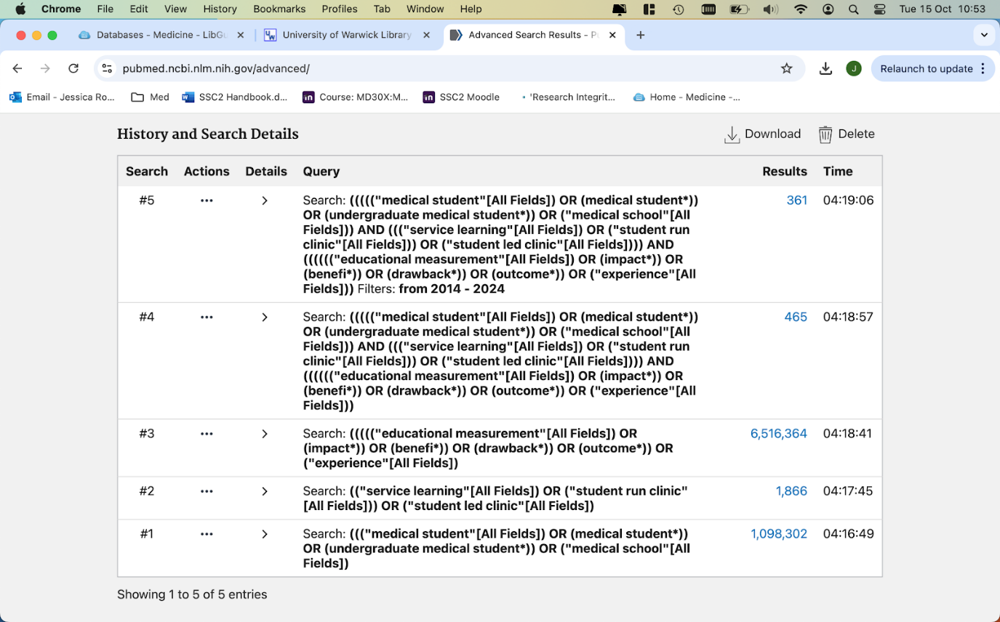 Chrome File Edit View History Bookmarks Profiles Tab Window Help Tue 15 Oct 10:53
Databases - Medicine - LibGu University of Warwick Library Advanced Search Results - P
pubmed.ncbi.nlm.nih.gov/advanced/ J Relaunch to update
Email - Jessica Ro... Med SSC2 Handbook.d... in Course: MD30X:M... in SSC2 Moodle 'Research Integrit... Home - Medicine -...
History and Search Details Download Delete
Search Actions Details Query Results Time
#5 Search: ((((("medical student"[All Fields]) OR (medical student*)) 361 04:19:06
OR (undergraduate medical student*)) OR ("medical school"[All
Fields])) AND ((("service learning"[All Fields]) OR ("student run
clinic"[All Fields])) OR ("student led clinic"[All Fields]))) AND
(((((("educational measurement"[All Fields]) OR (impact*)) OR
(benefi*)) OR (drawback*)) OR (outcome*)) OR ("experience"[All
Fields])) Filters: from 2014 - 2024
#4 Search: ((((("medical student"[All Fields]) OR (medical student*)) 465 04:18:57
OR (undergraduate medical student*)) OR ("medical school"[All
Fields])) AND ((("service learning"[All Fields]) OR ("student run
clinic"[All Fields])) OR ("student led clinic"[All Fields]))) AND
(((((("educational measurement"[All Fields]) OR (impact*)) OR
(benefi*)) OR (drawback*)) OR (outcome*)) OR ("experience"[All
Fields]))
#3 Search: ((((("educational measurement"[All Fields]) OR 6,516,364 04:18:41
(impact*)) OR (benefi*)) OR (drawback*)) OR (outcome*)) OR
("experience"[All Fields])
#2 Search: (("service learning"[All Fields]) OR ("student run clinic" 1,866 04:17:45
[All Fields])) OR ("student led clinic"[All Fields])
#1 Search: ((("medical student"[All Fields]) OR (medical student*)) 1,098,302 04:16:49
OR (undergraduate medical student*)) OR ("medical school"[All
Fields])
Showing 1 to 5 of 5 entries